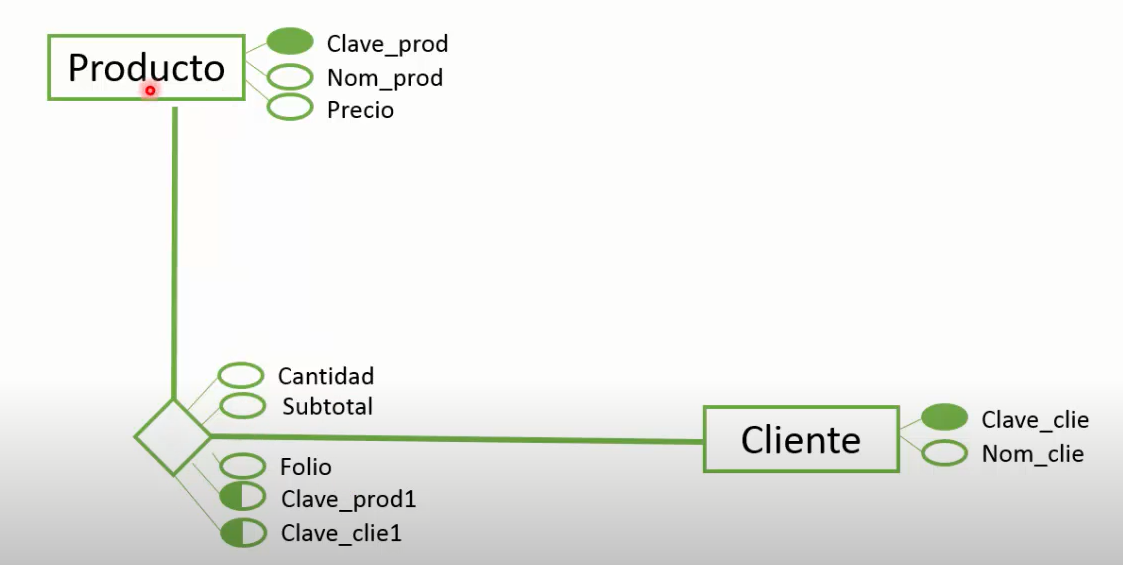 Producto
Clave_prod
Nom_prod
Precio
Cantidad
Subtotal
Folio
Clave_prod1
Clave_clie1
Cliente
Clave_clie
Nom_clie